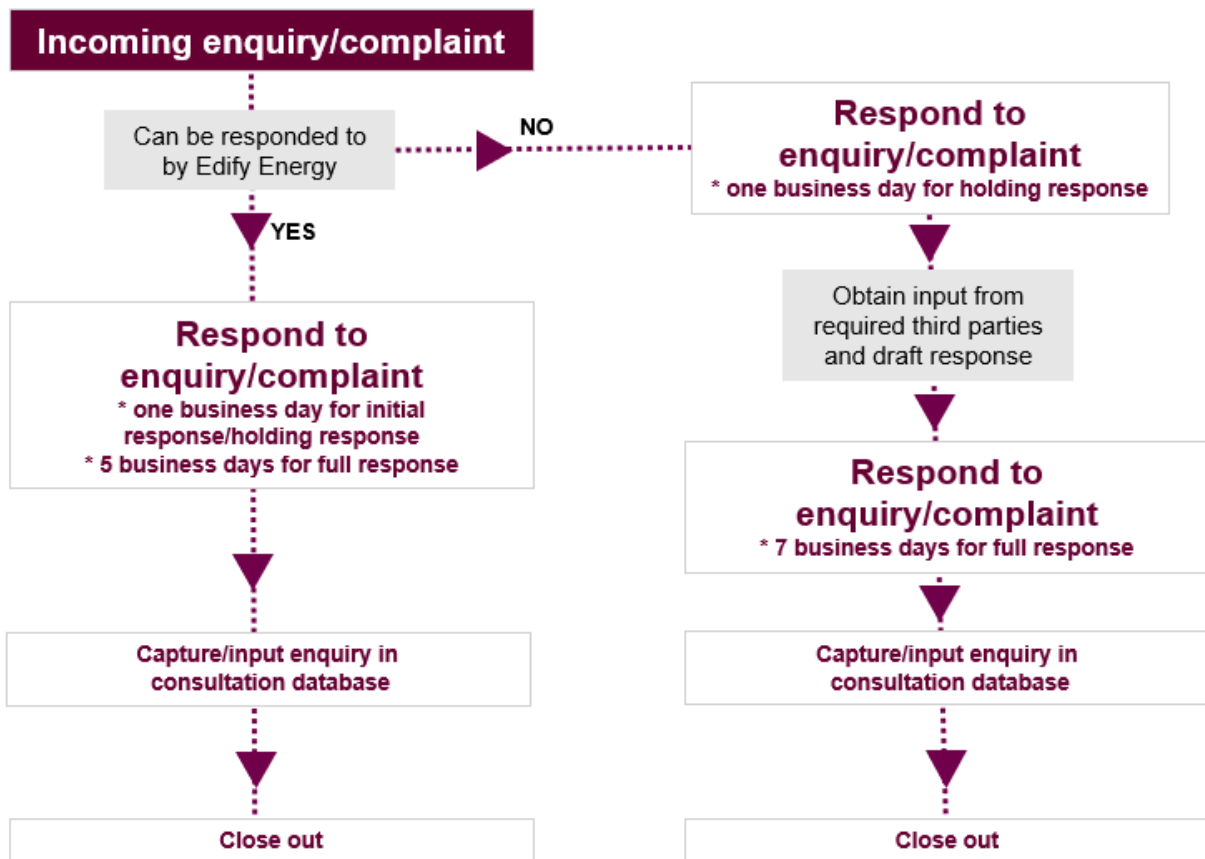 Incoming enquiry/complaint
Can be responded to
by Edify Energy
NO
YES
Respond to
enquiry/complaint
* one business day for initial
response/holding response
* 5 business days for full response
Capture/input enquiry in
consultation database
Close out
Respond to
enquiry/complaint
* one business day for holding response
Obtain input from
required third parties
and draft response
Respond to
enquiry/complaint
* 7 business days for full response
Capture/input enquiry in
consultation database
Close out